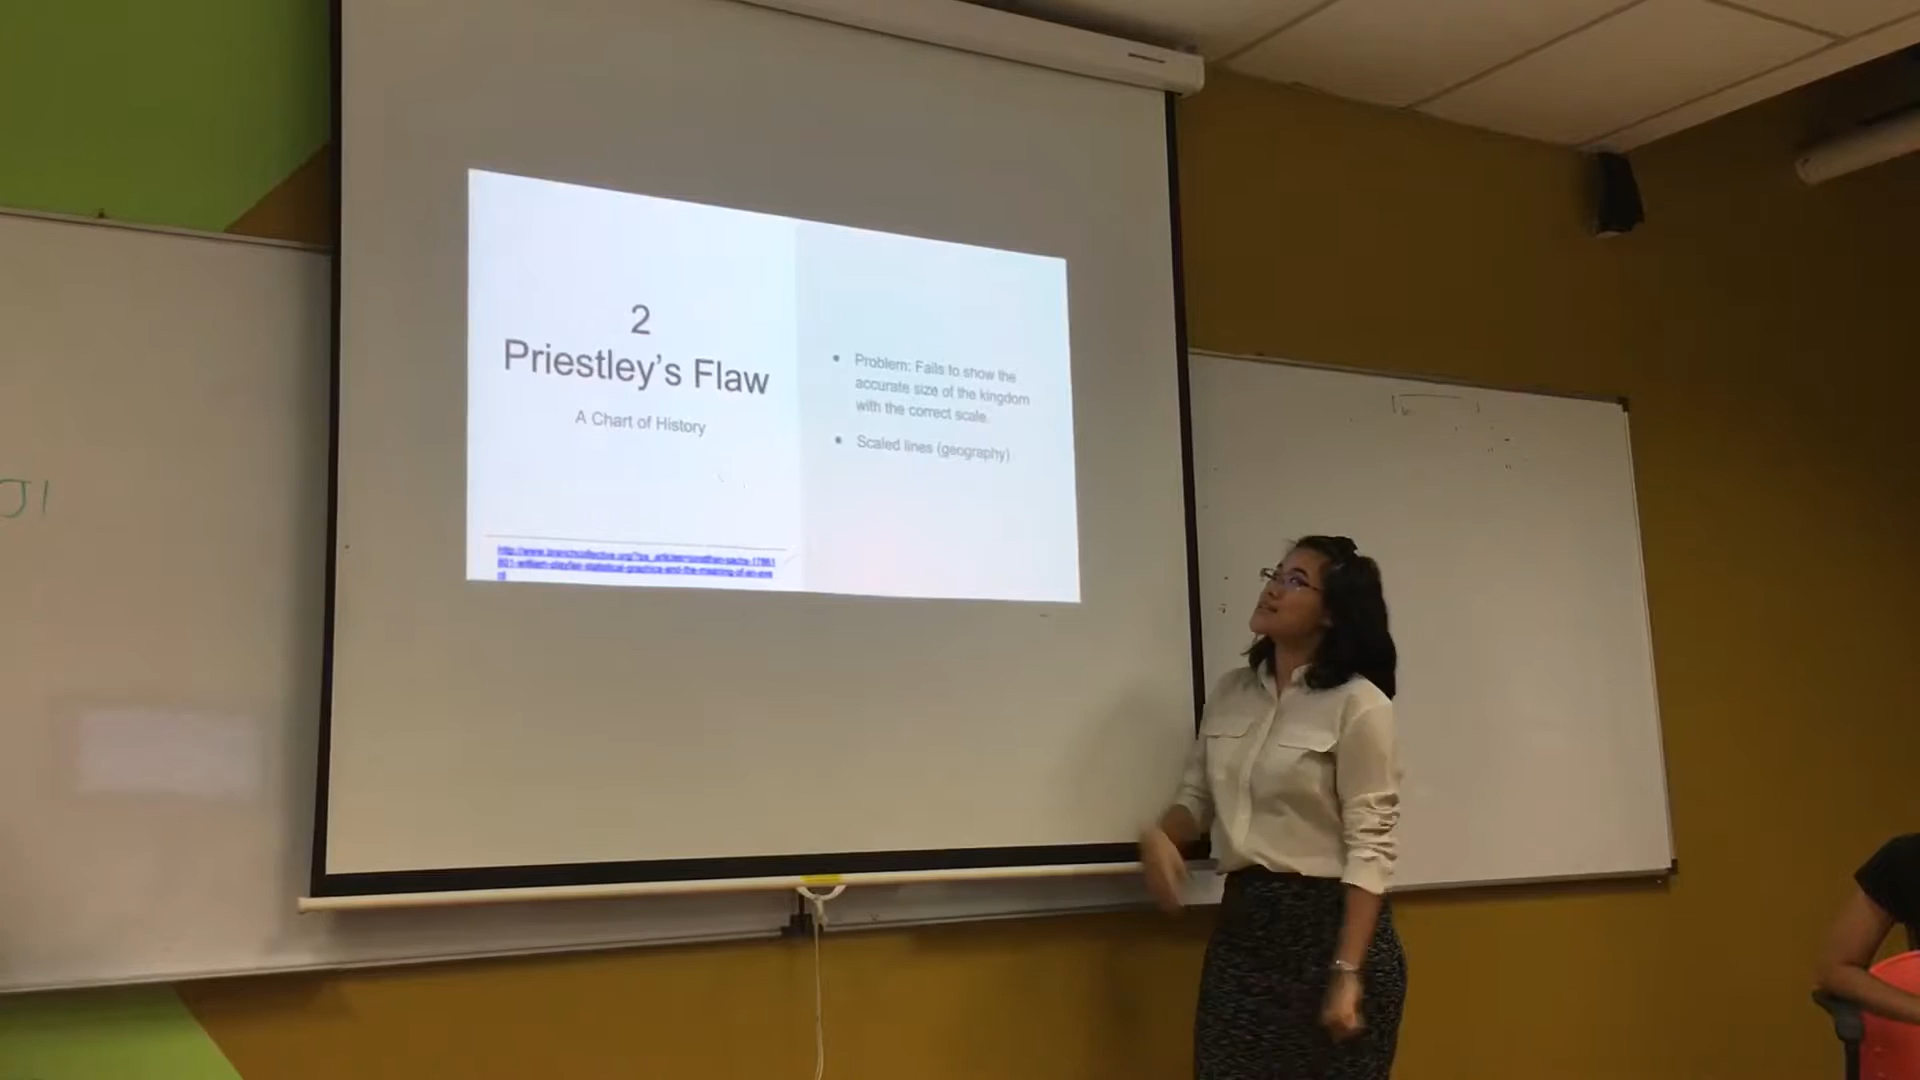 2
Priestley's Flaw
A Chart of History
• Problem: Fails to show the
accurate size of the kingdom
with the correct scale.
• Scaled lines (geography)